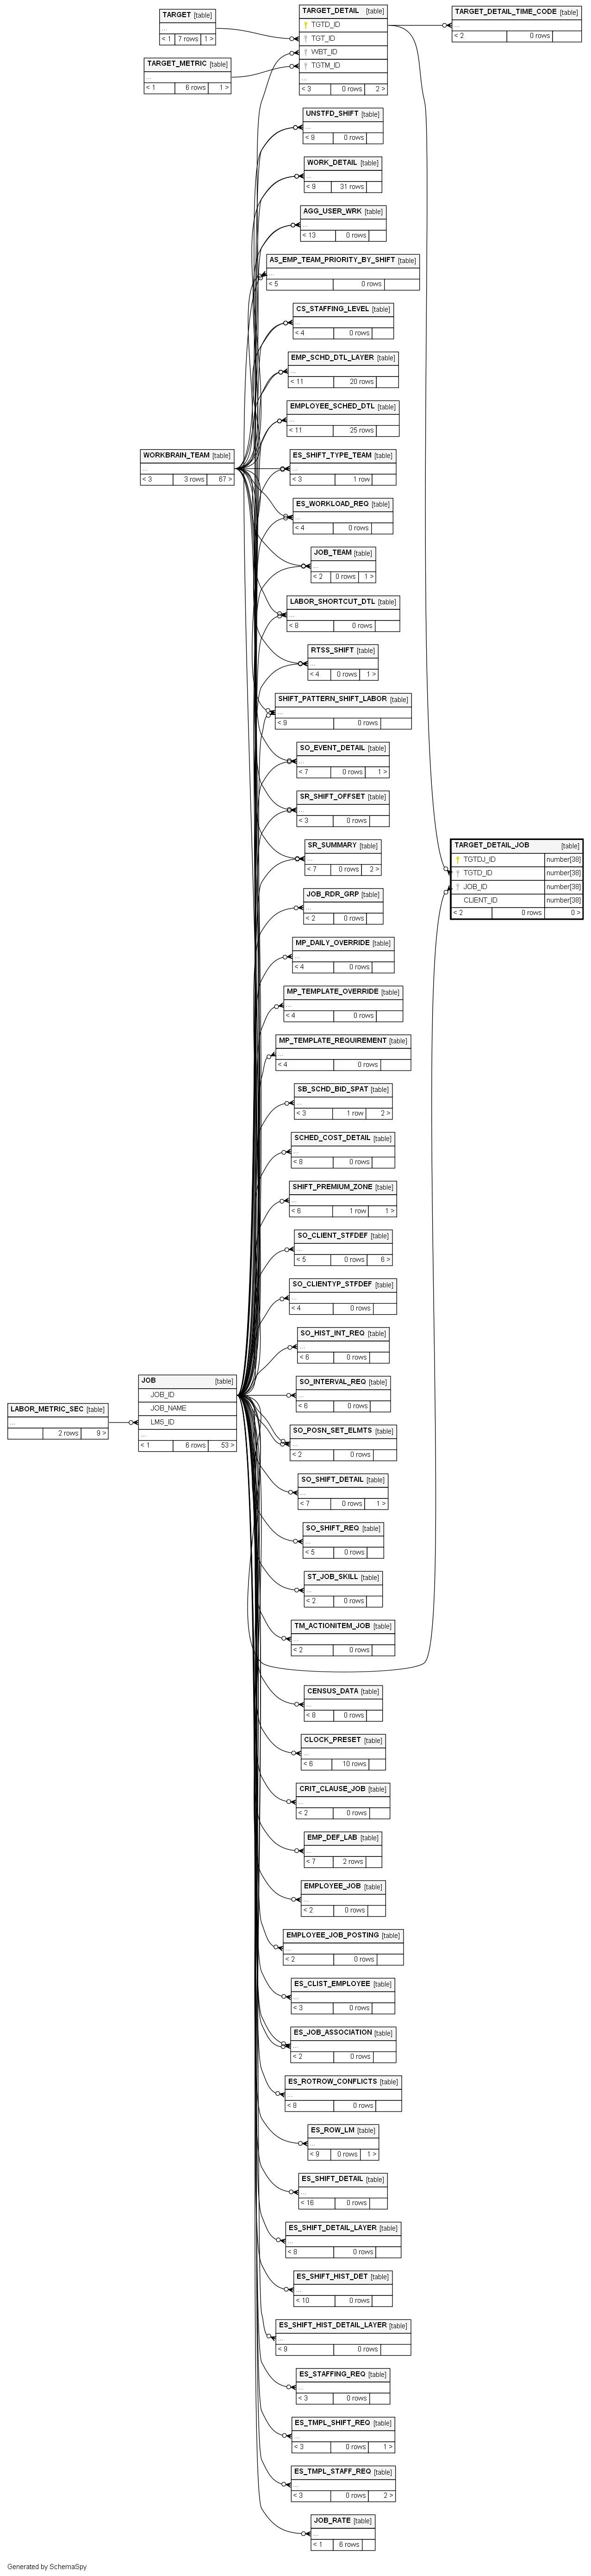 TARGET [table]
...
< 1 7 rows 1 >
TARGET_METRIC [table]
...
< 1 6 rows 1 >
TARGET_DETAIL [table]
TGTD_ID
TGT_ID
WBT_ID
TGTM_ID
...
< 3 0 rows 2 >
TARGET_DETAIL_TIME_CODE [table]
...
< 2 0 rows
UNSTFD_SHIFT [table]
...
< 9 0 rows
WORK_DETAIL [table]
...
< 9 31 rows
AGG_USER_WRK [table]
...
< 13 0 rows
AS_EMP_TEAM_PRIORITY_BY_SHIFT [table]
...
< 5 0 rows
CS_STAFFING_LEVEL [table]
...
< 4 0 rows
EMP_SCHD_DTL_LAYER [table]
...
< 11 20 rows
EMPLOYEE_SCHED_DTL [table]
...
< 11 25 rows
WORKBRAIN_TEAM [table]
...
< 3 3 rows 67 >
ES_SHIFT_TYPE_TEAM [table]
...
< 3 1 row
ES_WORKLOAD_REQ [table]
...
< 4 0 rows
JOB_TEAM [table]
...
< 2 0 rows 1 >
LABOR_SHORTCUT_DTL [table]
...
< 8 0 rows
RTSS_SHIFT [table]
...
< 4 0 rows 1 >
SHIFT_PATTERN_SHIFT_LABOR [table]
...
< 9 0 rows
SO_EVENT_DETAIL [table]
...
< 7 0 rows 1 >
SR_SHIFT_OFFSET [table]
...
< 3 0 rows
SR_SUMMARY [table]
...
< 7 0 rows 2 >
TARGET_DETAIL_JOB [table]
TGTDJ_ID number[38]
TGTD_ID number[38]
JOB_ID number[38]
CLIENT_ID number[38]
< 2 0 rows 0 >
JOB_RDR_GRP [table]
...
< 2 0 rows
MP_DAILY_OVERRIDE [table]
...
< 4 0 rows
MP_TEMPLATE_OVERRIDE [table]
...
< 4 0 rows
MP_TEMPLATE_REQUIREMENT [table]
...
< 4 0 rows
SB_SCHD_BID_SPAT [table]
...
< 3 1 row 2 >
SCHED_COST_DETAIL [table]
...
< 8 0 rows
SHIFT_PREMIUM_ZONE [table]
...
< 6 1 row 1 >
SO_CLIENT_STFDEF [table]
...
< 5 0 rows 6 >
SO_CLIENTYP_STFDEF [table]
...
< 4 0 rows
SO_HIST_INT_REQ [table]
...
< 6 0 rows
LABOR_METRIC_SEC [table]
...
2 rows 9 >
JOB [table]
JOB_ID
JOB_NAME
LMS_ID
...
< 1 6 rows 53 >
SO_INTERVAL_REQ [table]
...
< 6 0 rows
SO_POSN_SET_ELMTS [table]
...
< 2 0 rows
SO_SHIFT_DETAIL [table]
...
< 7 0 rows 1 >
SO_SHIFT_REQ [table]
...
< 5 0 rows
ST_JOB_SKILL [table]
...
< 2 0 rows
TM_ACTIONITEM_JOB [table]
...
< 2 0 rows
CENSUS_DATA [table]
...
< 8 0 rows
CLOCK_PRESET [table]
...
< 6 10 rows
CRIT_CLAUSE_JOB [table]
...
< 2 0 rows
EMP_DEF_LAB [table]
...
< 7 2 rows
EMPLOYEE_JOB [table]
...
< 2 0 rows
EMPLOYEE_JOB_POSTING [table]
...
< 2 0 rows
ES_CLIST_EMPLOYEE [table]
...
< 3 0 rows
ES_JOB_ASSOCIATION [table]
...
< 2 0 rows
ES_ROTROW_CONFLICTS [table]
...
< 8 0 rows
ES_ROW_LM [table]
...
< 9 0 rows 1 >
ES_SHIFT_DETAIL [table]
...
< 16 0 rows
ES_SHIFT_DETAIL_LAYER [table]
...
< 8 0 rows
ES_SHIFT_HIST_DET [table]
...
< 10 0 rows
ES_SHIFT_HIST_DETAIL_LAYER [table]
...
< 9 0 rows
ES_STAFFING_REQ [table]
...
< 3 0 rows
ES_TMPL_SHIFT_REQ [table]
...
< 3 0 rows 1 >
ES_TMPL_STAFF_REQ [table]
...
< 3 0 rows 2 >
JOB_RATE [table]
...
< 1 6 rows
Generated by SchemaSpy